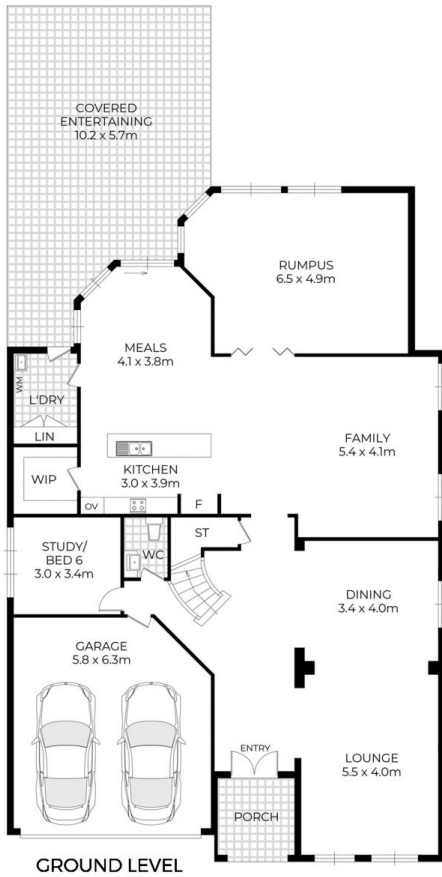 COVERED
ENTERTAINING
10.2 x 5.7m
RUMPUS
6.5 x 4.9m
MEALS
4.1 x 3.8m
WM
L'DRY
LIN
FAMILY
5.4 x 4.1m
WIP
KITCHEN
3.0 x 3.9m
OV
F
ST
STUDY/
BED 6
3.0 x 3.4m
WC
DINING
3.4 x 4.0m
GARAGE
5.8 x 6.3m
ENTRY
LOUNGE
5.5 x 4.0m
PORCH
GROUND LEVEL